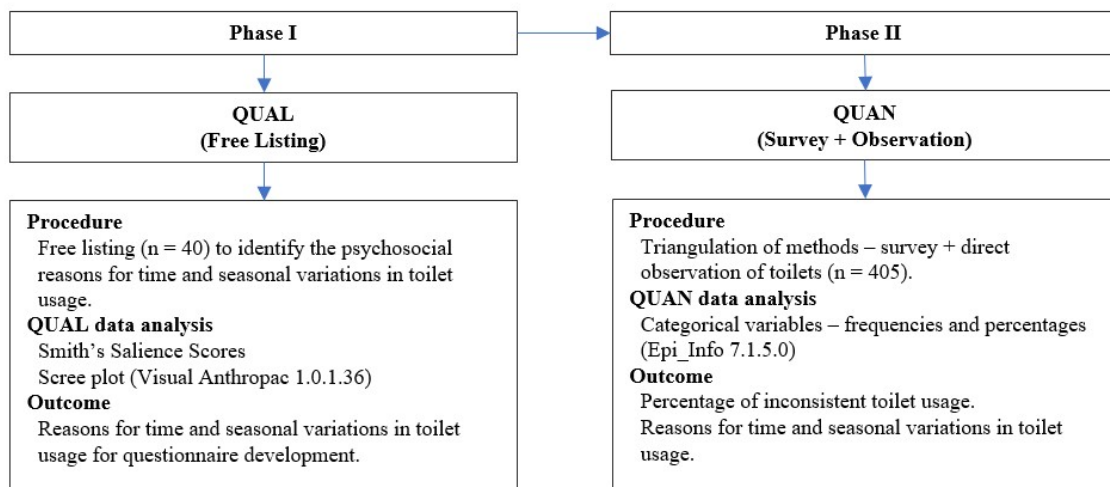 Phase I
QUAL
(Free Listing)
Procedure
Free listing (n = 40) to identify the psychosocial
reasons for time and seasonal variations in toilet
usage.
QUAL data analysis
Smith's Salience Scores
Scree plot (Visual Anthropac 1.0.1.36)
Outcome
Reasons for time and seasonal variations in toilet
usage for questionnaire development.
Phase II
QUAN
(Survey + Observation)
Procedure
Triangulation of methods – survey + direct
observation of toilets (n = 405).
QUAN data analysis
Categorical variables – frequencies and percentages
(Epi_Info 7.1.5.0)
Outcome
Percentage of inconsistent toilet usage.
Reasons for time and seasonal variations in toilet
usage.